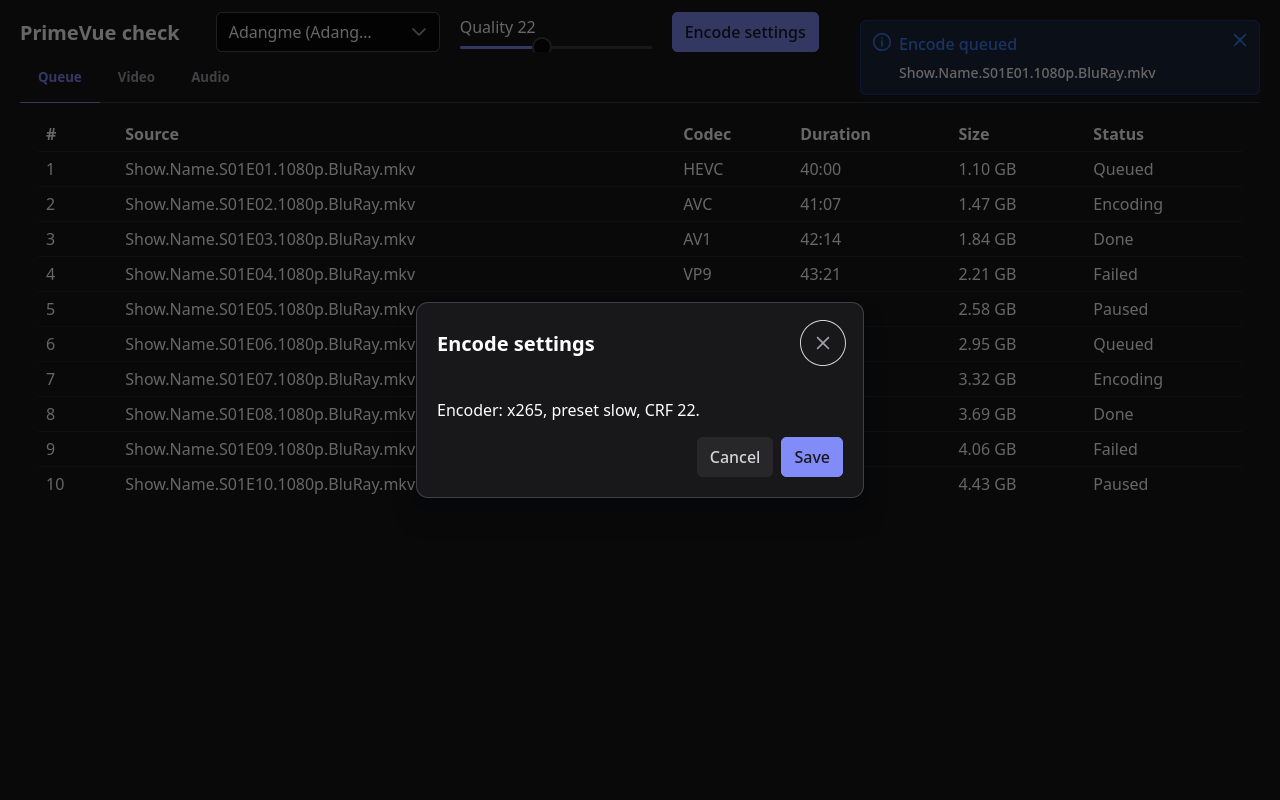 PrimeVue check
Adangme (Adang...
Quality 22
Encode settings
Encode queued
Show.Name.S01E01.1080p.BluRay.mkv
Queue Video Audio
# Source Codec Duration Size Status
1 Show.Name.S01E01.1080p.BluRay.mkv HEVC 40:00 1.10 GB Queued
2 Show.Name.S01E02.1080p.BluRay.mkv AVC 41:07 1.47 GB Encoding
3 Show.Name.S01E03.1080p.BluRay.mkv AV1 42:14 1.84 GB Done
4 Show.Name.S01E04.1080p.BluRay.mkv VP9 43:21 2.21 GB Failed
5 Show.Name.S01E05.1080p.BluRay.mkv 2.58 GB Paused
6 Show.Name.S01E06.1080p.BluRay.mkv 2.95 GB Queued
7 Show.Name.S01E07.1080p.BluRay.mkv 3.32 GB Encoding
8 Show.Name.S01E08.1080p.BluRay.mkv 3.69 GB Done
9 Show.Name.S01E09.1080p.BluRay.mkv 4.06 GB Failed
10 Show.Name.S01E10.1080p.BluRay.mkv 4.43 GB Paused
Encode settings
Encoder: x265, preset slow, CRF 22.
Cancel Save